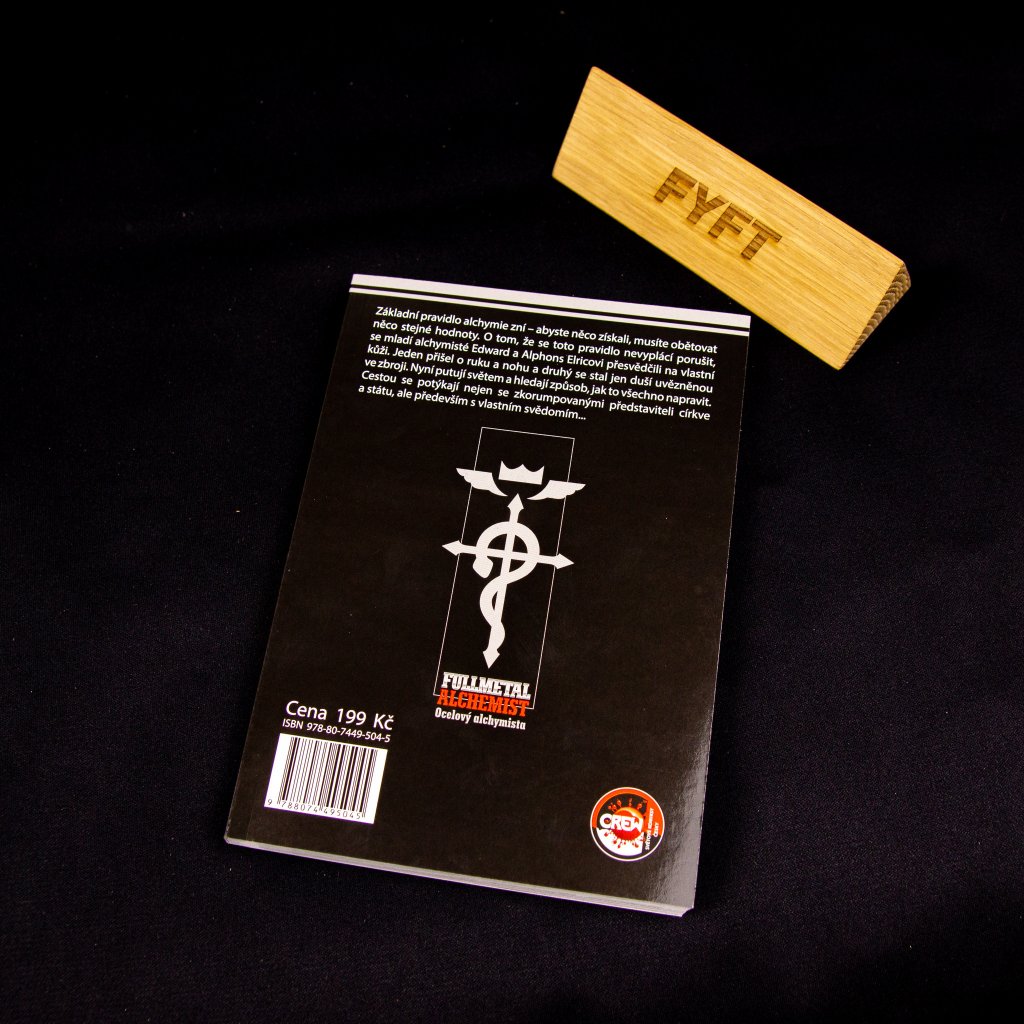 FYFT
Základní pravidlo alchymie zní – abyste něco získali, musíte obětovat
něco stejné hodnoty. O tom, že se toto pravidlo nevyplácí porušit,
se mladí alchymisté Edward a Alphons Elricovi přesvědčili na vlastní
kůži. Jeden přišel o ruku a nohu a druhý se stal jen duší uvězněnou
ve zbroji. Nyní putují světem a hledají způsob, jak to všechno napravit.
Cestou se potýkají nejen se zkorumpovanými představiteli církve
a státu, ale především s vlastním svědomím...
FULLMETAL
ALCHEMIST
Ocelový alchymista
Cena 199 Kč
ISBN 978-80-7449-504-5
9 788074 495045
CREW